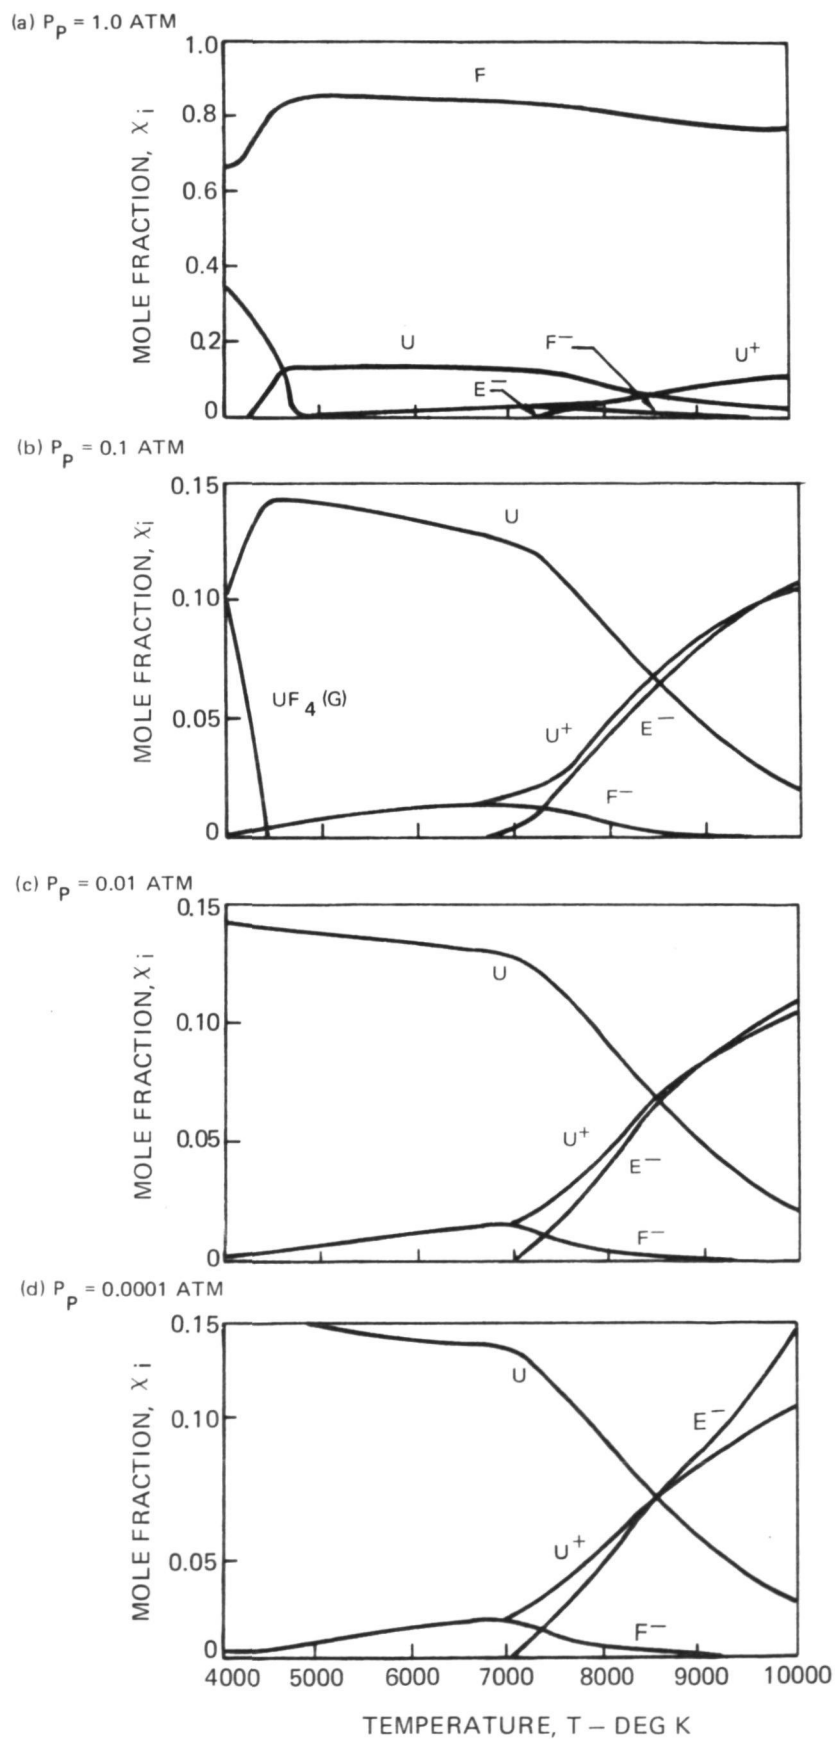 (a) P_P = 1.0 ATM
1.0
0.8
0.6
0.4
0.2
0
MOLE FRACTION, χ_i
F
U
E⁻
F⁻
U⁺
(b) P_P = 0.1 ATM
0.15
0.10
0.05
0
MOLE FRACTION, χ_i
U
UF_4 (G)
U⁺
E⁻
F⁻
(c) P_P = 0.01 ATM
0.15
0.10
0.05
0
MOLE FRACTION, χ_i
U
U⁺
E⁻
F⁻
(d) P_P = 0.0001 ATM
0.15
0.10
0.05
0
MOLE FRACTION, χ_i
U
E⁻
U⁺
F⁻
4000 5000 6000 7000 8000 9000 10000
TEMPERATURE, T – DEG K